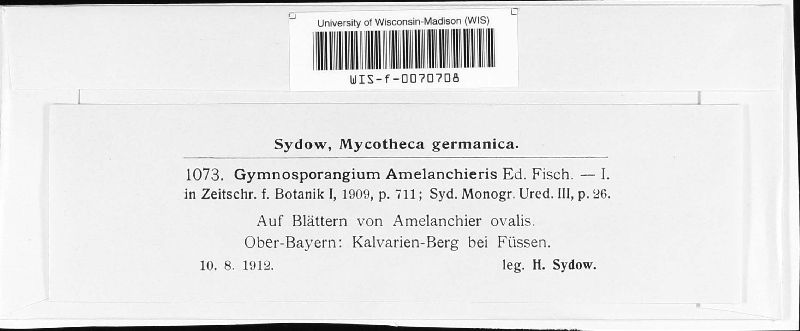 University of Wisconsin-Madison (WIS)
WIS-f-0070708
Sydow, Mycotheca germanica.
1073. Gymnosporangium Amelanchieris Ed. Fisch. — I.
in Zeitschr. f. Botanik I, 1909, p. 711; Syd. Monogr. Ured. III, p. 26.
Auf Blättern von Amelanchier ovalis.
Ober-Bayern: Kalvarien-Berg bei Füssen.
10. 8. 1912. leg. H. Sydow.